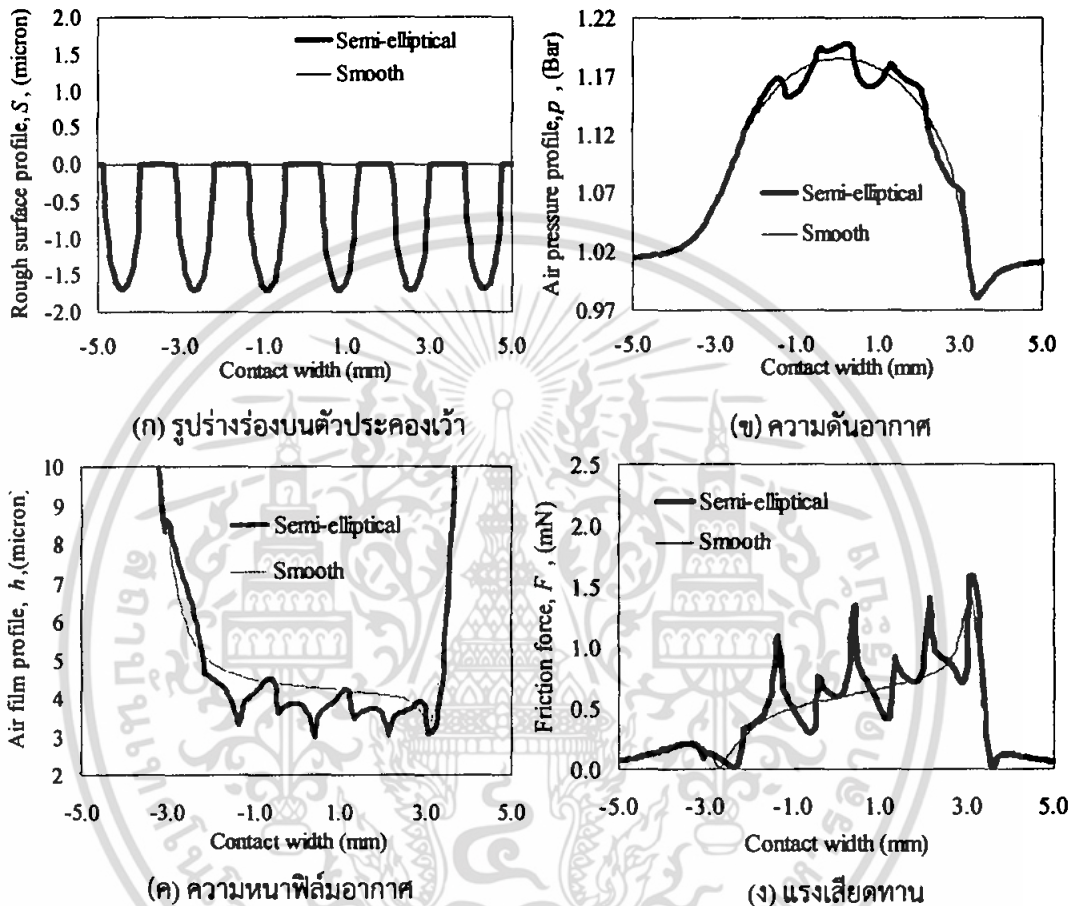 2.0
1.5
1.0
0.5
0.0
-0.5
-1.0
-1.5
-2.0
Rough surface profile, S, (micron)
Semi-elliptical
Smooth
-5.0 -3.0 -1.0 1.0 3.0 5.0
Contact width (mm)
(ก) รูปร่างร่องบนตัวประคองเว้า
1.22
1.17
1.12
1.07
1.02
0.97
Air pressure profile, p , (Bar)
Semi-elliptical
Smooth
-5.0 -3.0 -1.0 1.0 3.0 5.0
Contact width (mm)
(ข) ความดันอากาศ
10
9
8
7
6
5
4
3
2
Air film profile, h,(micron)
Semi-elliptical
Smooth
-5.0 -3.0 -1.0 1.0 3.0 5.0
Contact width (mm)
(ค) ความหนาฟิล์มอากาศ
2.5
2.0
1.5
1.0
0.5
0.0
Friction force, F , (mN)
Semi-elliptical
Smooth
-5.0 -3.0 -1.0 1.0 3.0 5.0
Contact width (mm)
(ง) แรงเสียดทาน